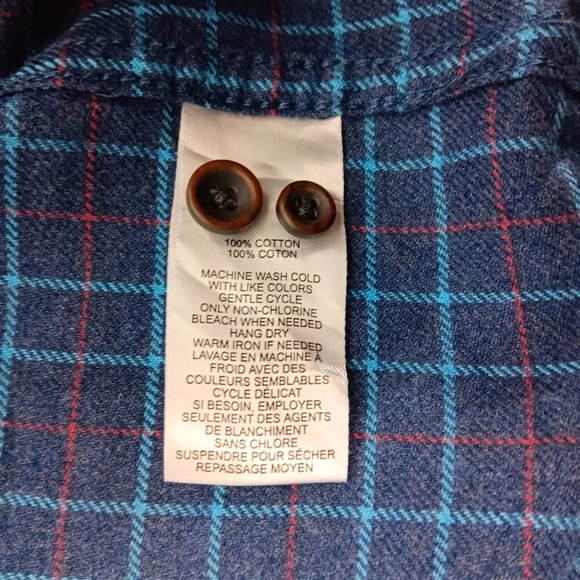 100% COTTON
100% COTON
MACHINE WASH COLD
WITH LIKE COLORS
GENTLE CYCLE
ONLY NON-CHLORINE
BLEACH WHEN NEEDED
HANG DRY
WARM IRON IF NEEDED
LAVAGE EN MACHINE À
FROID AVEC DES
COULEURS SEMBLABLES
CYCLE DÉLICAT
SI BESOIN, EMPLOYER
SEULEMENT DES AGENTS
DE BLANCHIMENT
SANS CHLORE
SUSPENDRE POUR SÉCHER
REPASSAGE MOYEN